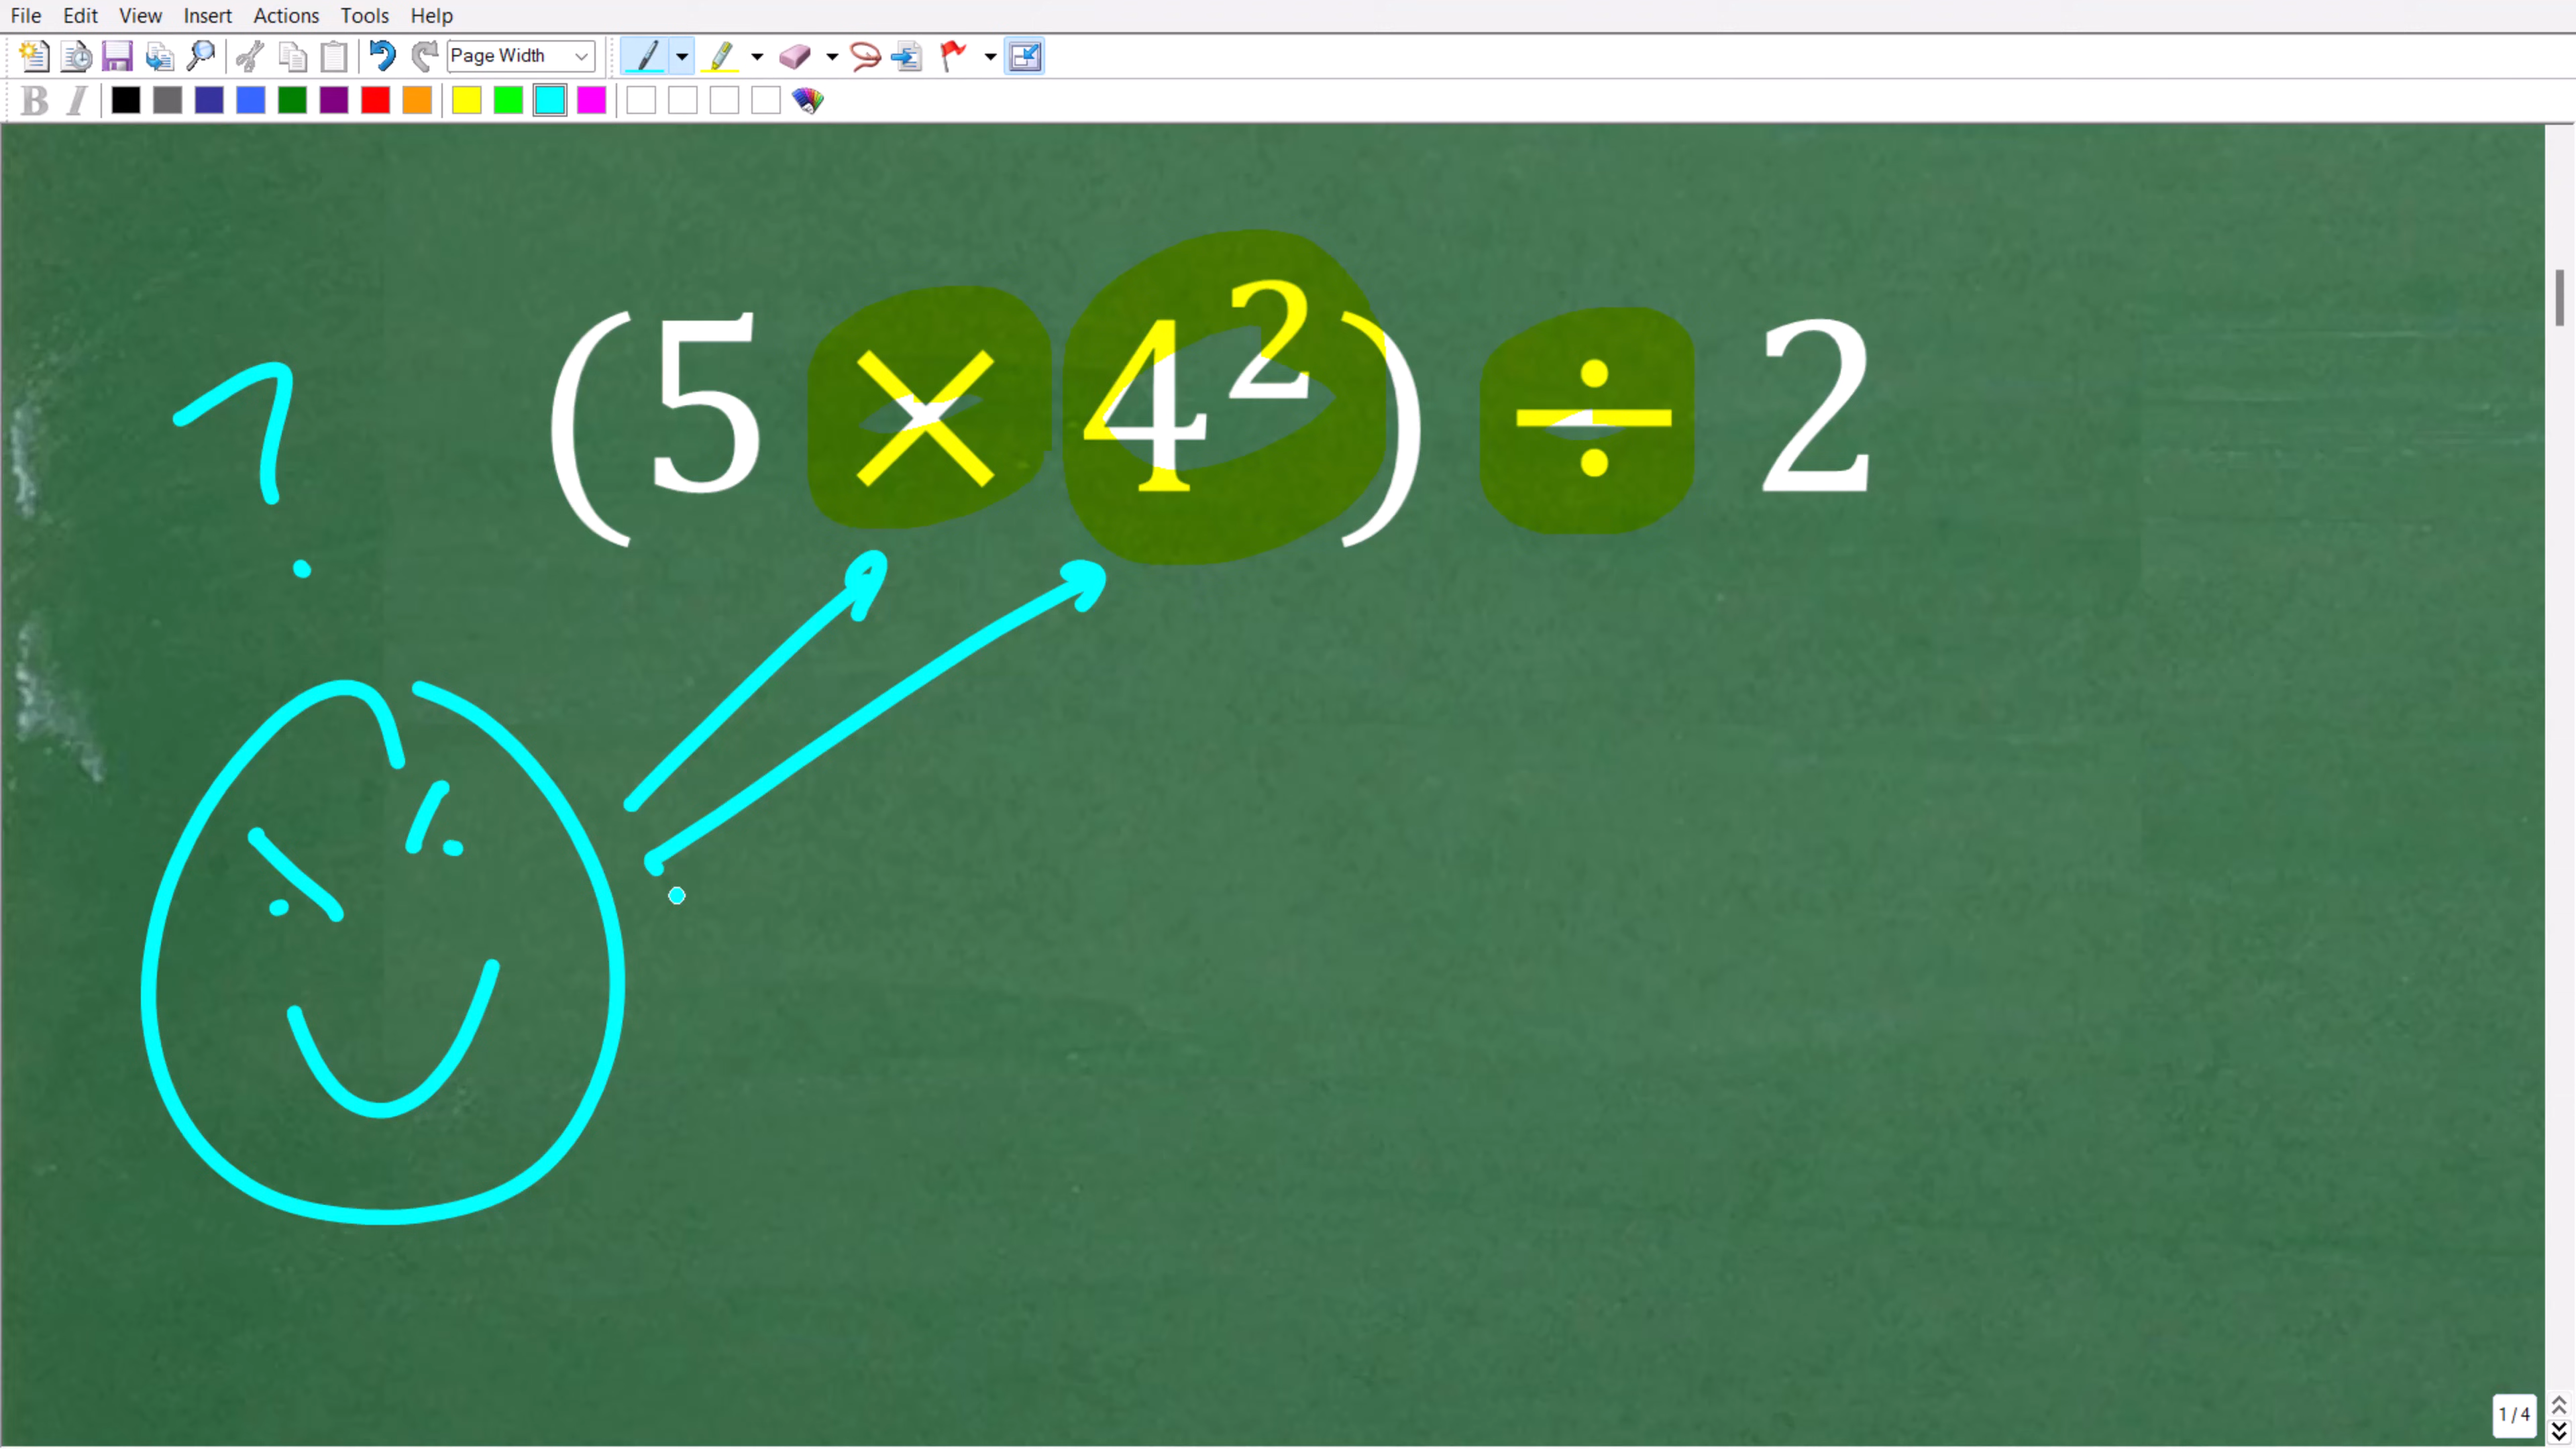 File Edit View Insert Actions Tools Help
Page Width
B I
(5 × 4²) ÷ 2
?
1 / 4